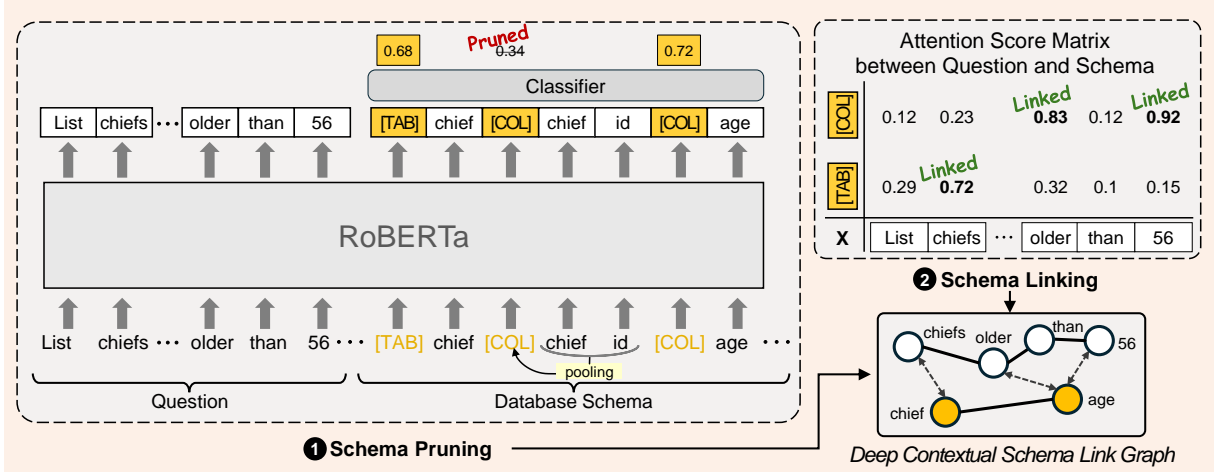 0.68 Pruned 0.34 0.72
Classifier
List chiefs ··· older than 56 [TAB] chief [COL] chief id [COL] age
RoBERTa
List chiefs ··· older than 56 ··· [TAB] chief [COL] chief id [COL] age ···
pooling
Question Database Schema
❶ Schema Pruning
Attention Score Matrix
between Question and Schema
Linked Linked
[COL] 0.12 0.23 0.83 0.12 0.92
Linked
[TAB] 0.29 0.72 0.32 0.1 0.15
X List chiefs ··· older than 56
❷ Schema Linking
chiefs older than 56
chief age
Deep Contextual Schema Link Graph